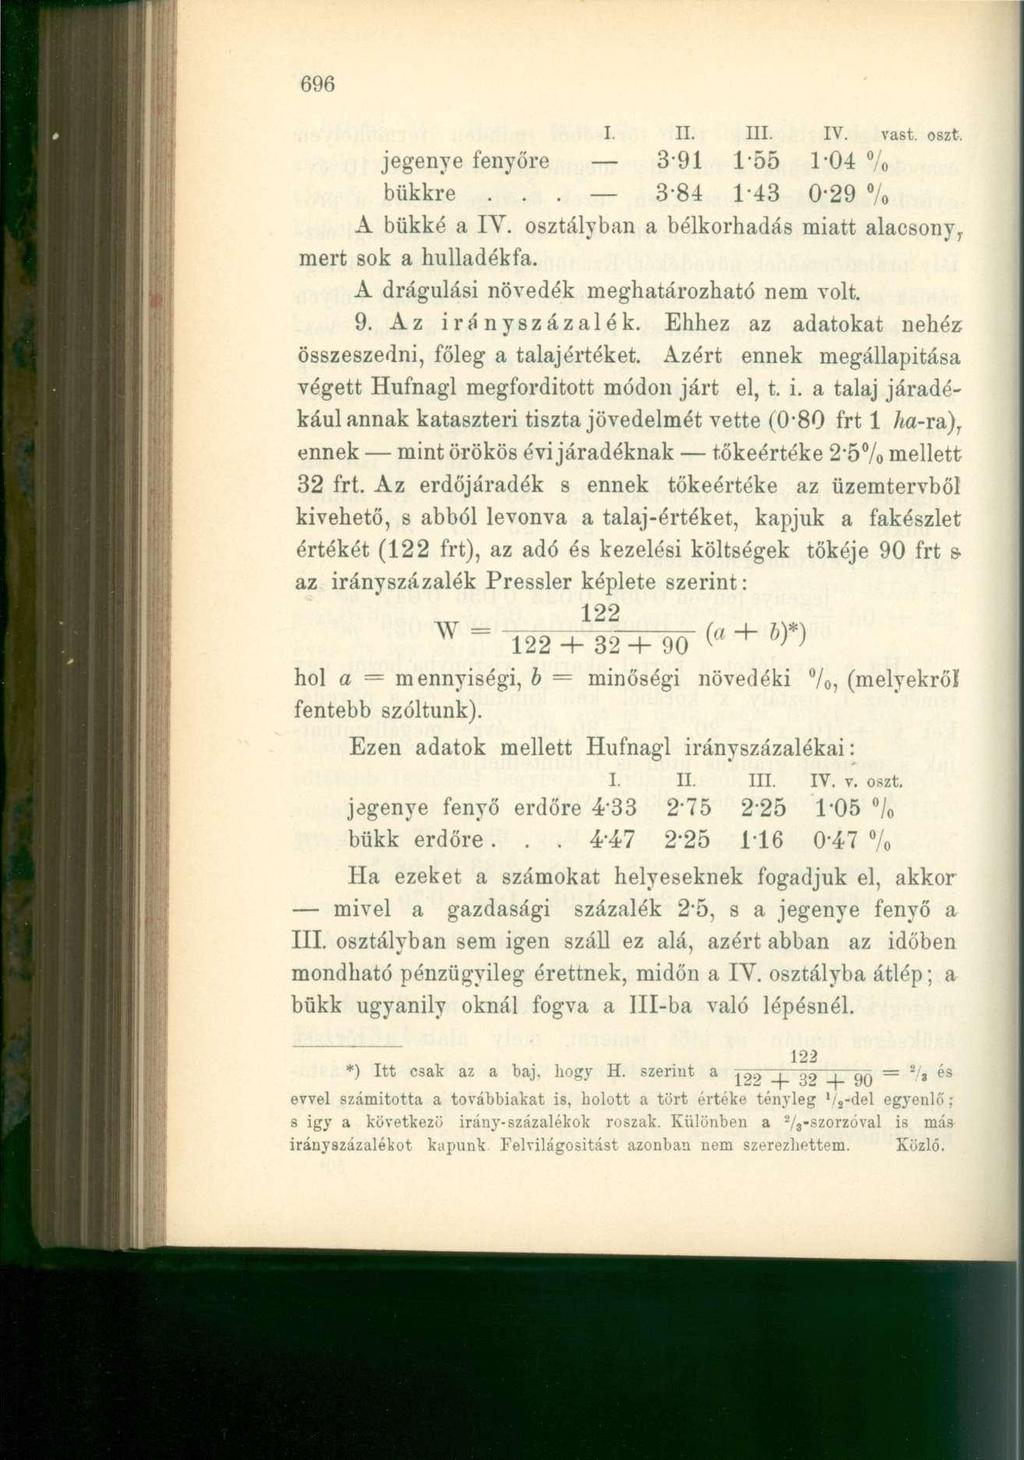 696
I. II. III. IV. vast. oszt.
jegenye fenyőre — 3·91 1·55 1·04 %
bükkre . . . — 3·84 1·43 0·29 %
A bükké a IV. osztályban a bélkorhadás miatt alacsony,
mert sok a hulladékfa.
A drágulási növedék meghatározható nem volt.
9. Az irányszázalék. Ehhez az adatokat nehéz
összeszedni, főleg a talajértéket. Azért ennek megállapitása
végett Hufnagl megforditott módon járt el, t. i. a talaj járadé-
kául annak kataszteri tiszta jövedelmét vette (0·80 frt 1 ha-ra),
ennek — mint örökös évi járadéknak — tőkeértéke 2·5% mellett
32 frt. Az erdőjáradék s ennek tőkeértéke az üzemtervből
kivehető, s abból levonva a talaj-értéket, kapjuk a fakészlet
értékét (122 frt), az adó és kezelési költségek tőkéje 90 frt s
az irányszázalék Pressler képlete szerint:
122
W = 122 + 32 + 90 (a + b)*)
hol a = mennyiségi, b = minőségi növedéki %, (melyekről
fentebb szóltunk).
Ezen adatok mellett Hufnagl irányszázalékai:
I. II. III. IV. v. oszt.
jegenye fenyő erdőre 4·33 2·75 2·25 1·05 %
bükk erdőre . . . 4·47 2·25 1·16 0·47 %
Ha ezeket a számokat helyeseknek fogadjuk el, akkor
— mivel a gazdasági százalék 2·5, s a jegenye fenyő a
III. osztályban sem igen száll ez alá, azért abban az időben
mondható pénzügyileg érettnek, midőn a IV. osztályba átlép; a
bükk ugyanily oknál fogva a III-ba való lépésnél.
122
*) Itt csak az a baj, hogy H. szerint a 122 + 32 + 90 = 2/3 és
evvel számitotta a továbbiakat is, holott a tört értéke tényleg 1/2-del egyenlő;
s igy a következö irány-százalékok roszak. Különben a 2/3-szorzóval is más
irányszázalékot kapunk. Felvilágositást azonban nem szerezhettem. Közlő.